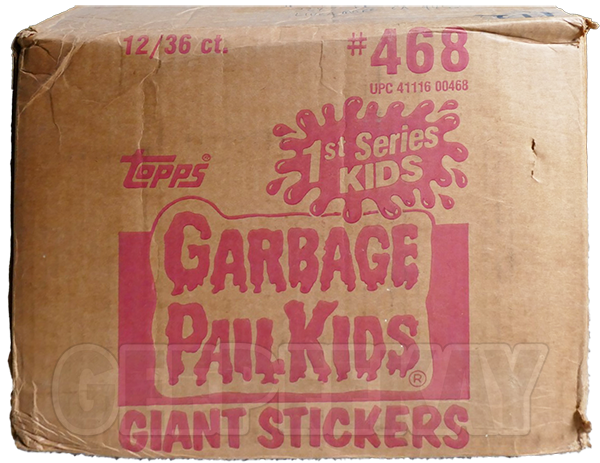 12/36 ct.
#468
UPC 41116 00468
1st Series
KIDS
TOPPS®
GARBAGE
PAIL KIDS
®
GIANT STICKERS